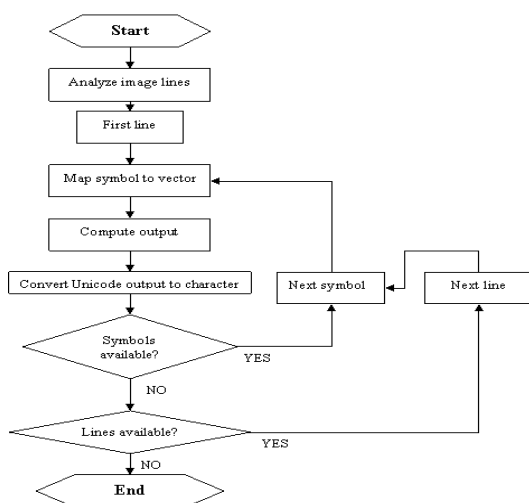 Start
Analyze image lines
First line
Map symbol to vector
Compute output
Convert Unicode output to character
Next symbol
Next line
Symbols
available?
YES
NO
Lines available?
YES
NO
End